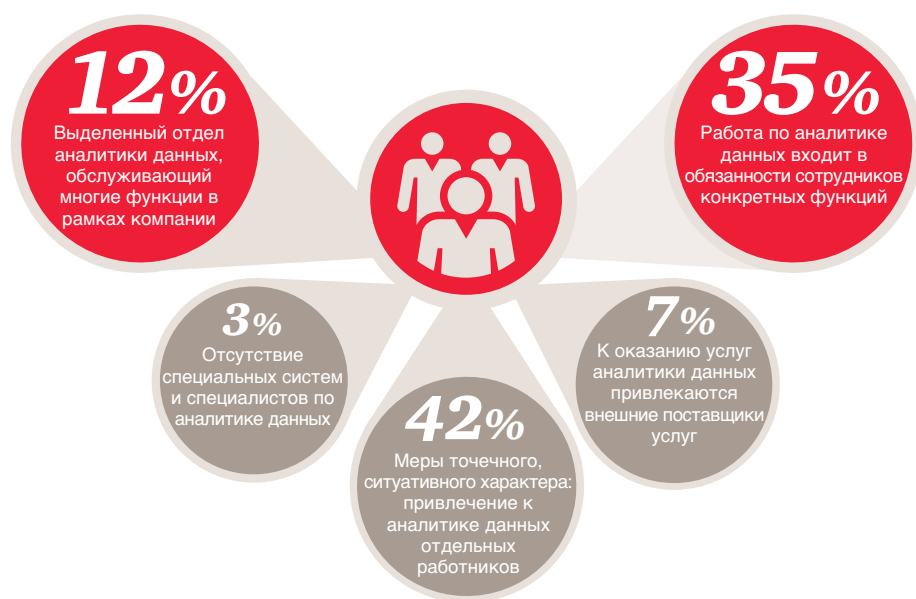 12%
Выделенный отдел
аналитики данных,
обслуживающий
многие функции в
рамках компании
35%
Работа по аналитике
данных входит в
обязанности сотрудников
конкретных функций
3%
Отсутствие
специальных систем
и специалистов по
аналитике данных
42%
Меры точечного,
ситуативного характера:
привлечение к
аналитике данных
отдельных
работников
7%
К оказанию услуг
аналитики данных
привлекаются
внешние поставщики
услуг